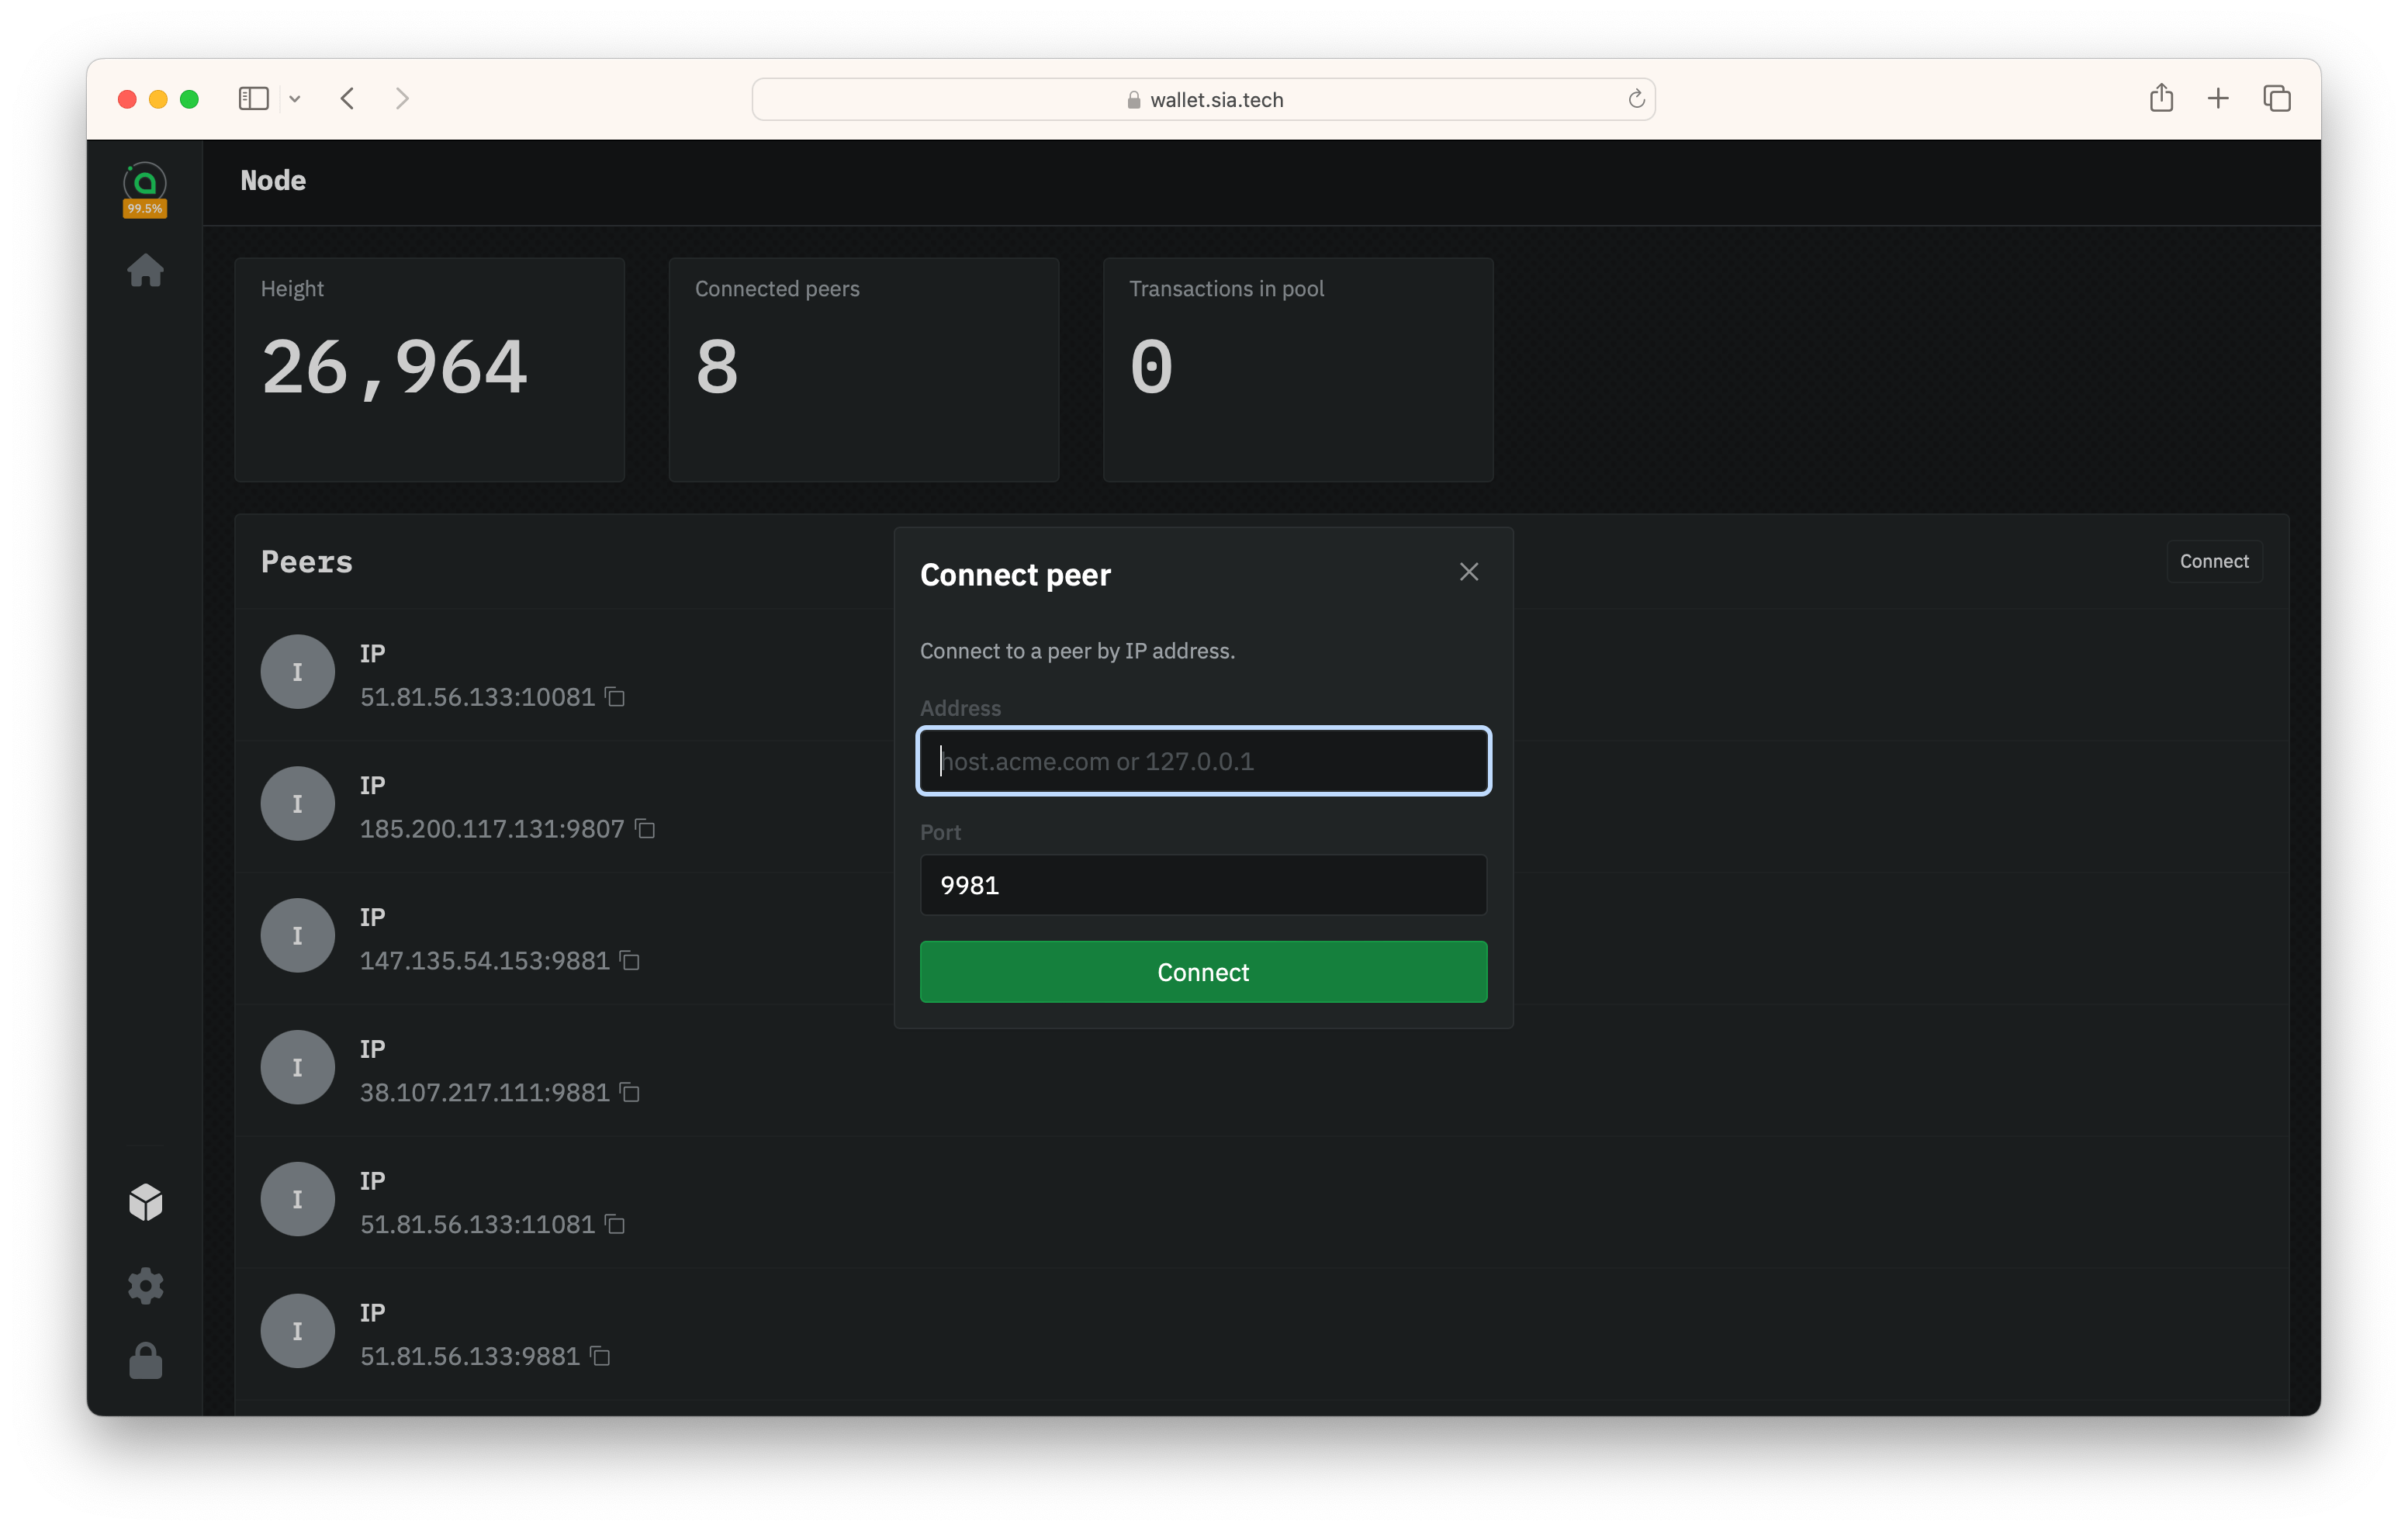 wallet.sia.tech
99.5%
Node
Height
26,964
Connected peers
8
Transactions in pool
0
Peers
Connect
IP
51.81.56.133:10081
IP
185.200.117.131:9807
IP
147.135.54.153:9881
IP
38.107.217.111:9881
IP
51.81.56.133:11081
IP
51.81.56.133:9881
I
I
I
I
I
I
Connect peer
Connect to a peer by IP address.
Address
host.acme.com or 127.0.0.1
Port
9981
Connect